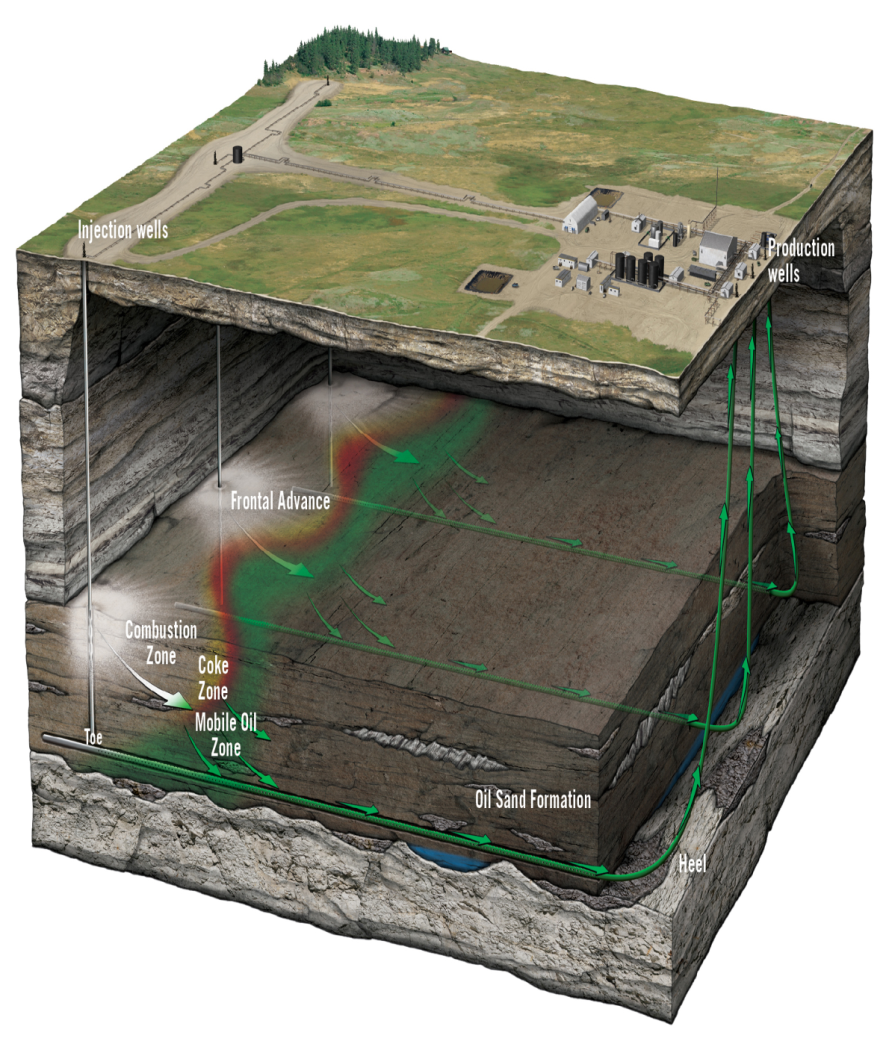 Injection wells
Production
wells
Frontal Advance
Combustion
Zone
Coke
Zone
Mobile Oil
Zone
Toe
Oil Sand Formation
Heel